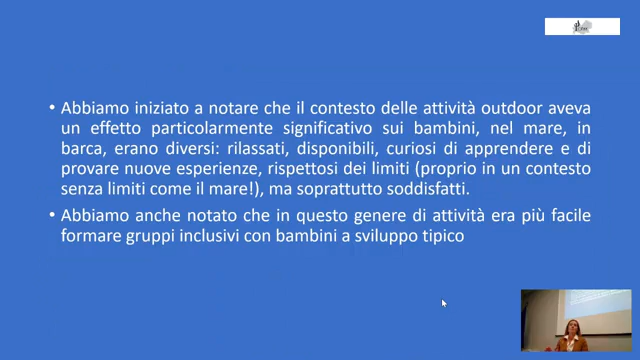 • Abbiamo iniziato a notare che il contesto delle attività outdoor aveva
un effetto particolarmente significativo sui bambini, nel mare, in
barca, erano diversi: rilassati, disponibili, curiosi di apprendere e di
provare nuove esperienze, rispettosi dei limiti (proprio in un contesto
senza limiti come il mare!), ma soprattutto soddisfatti.
• Abbiamo anche notato che in questo genere di attività era più facile
formare gruppi inclusivi con bambini a sviluppo tipico